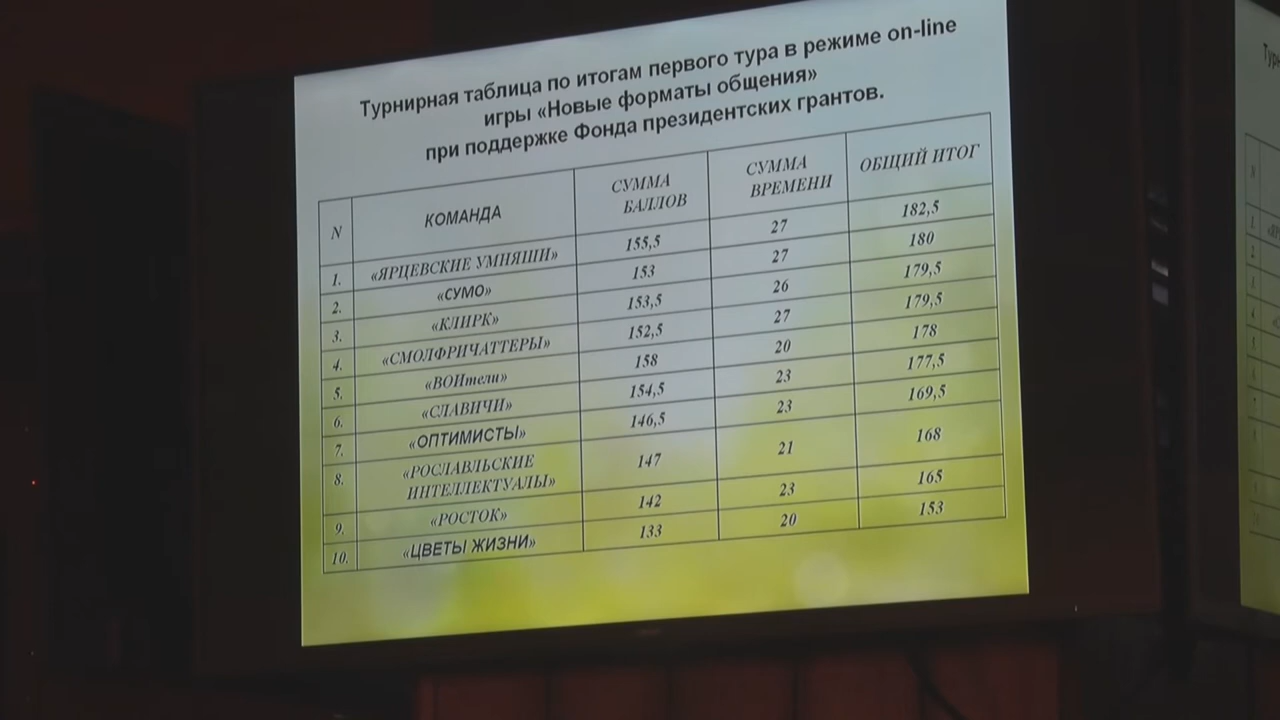 Турнирная таблица по итогам первого тура в режиме on-line
игры «Новые форматы общения»
при поддержке Фонда президентских грантов.
N КОМАНДА СУММА БАЛЛОВ СУММА ВРЕМЕНИ ОБЩИЙ ИТОГ
1. «ЯРЦЕВСКИЕ УМНЯШИ» 155,5 27 182,5
2. «СУМО» 153 27 180
3. «КЛИРК» 153,5 26 179,5
4. «СМОЛФРИЧАТТЕРЫ» 152,5 27 179,5
5. «ВОИтели» 158 20 178
6. «СЛАВИЧИ» 154,5 23 177,5
7. «ОПТИМИСТЫ» 146,5 23 169,5
8. «РОСЛАВЛЬСКИЕ ИНТЕЛЛЕКТУАЛЫ» 147 21 168
9. «РОСТОК» 142 23 165
10. «ЦВЕТЫ ЖИЗНИ» 133 20 153